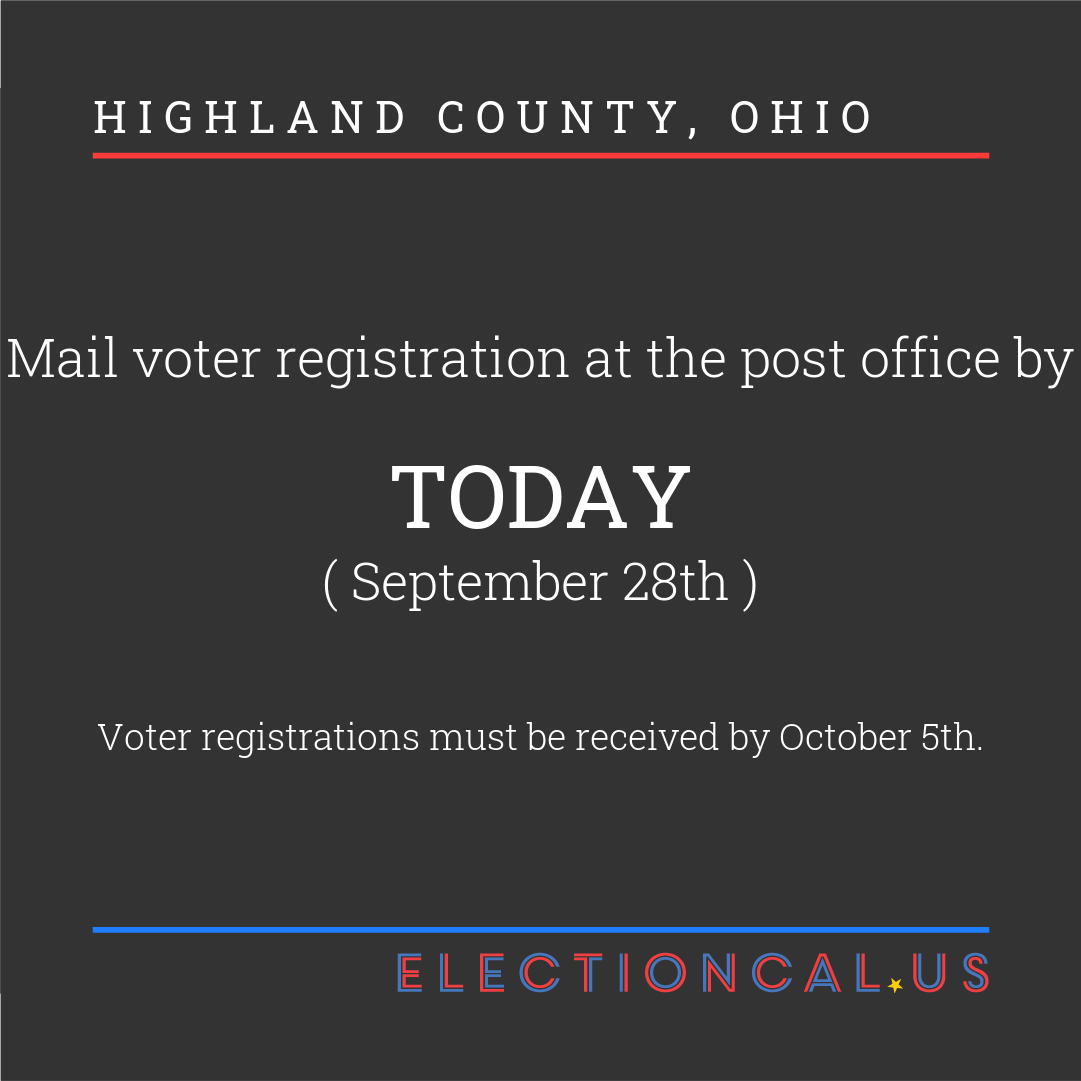 HIGHLAND COUNTY, OHIO
Mail voter registration at the post office by
TODAY
( September 28th )
Voter registrations must be received by October 5th.
ELECTIONCAL.US